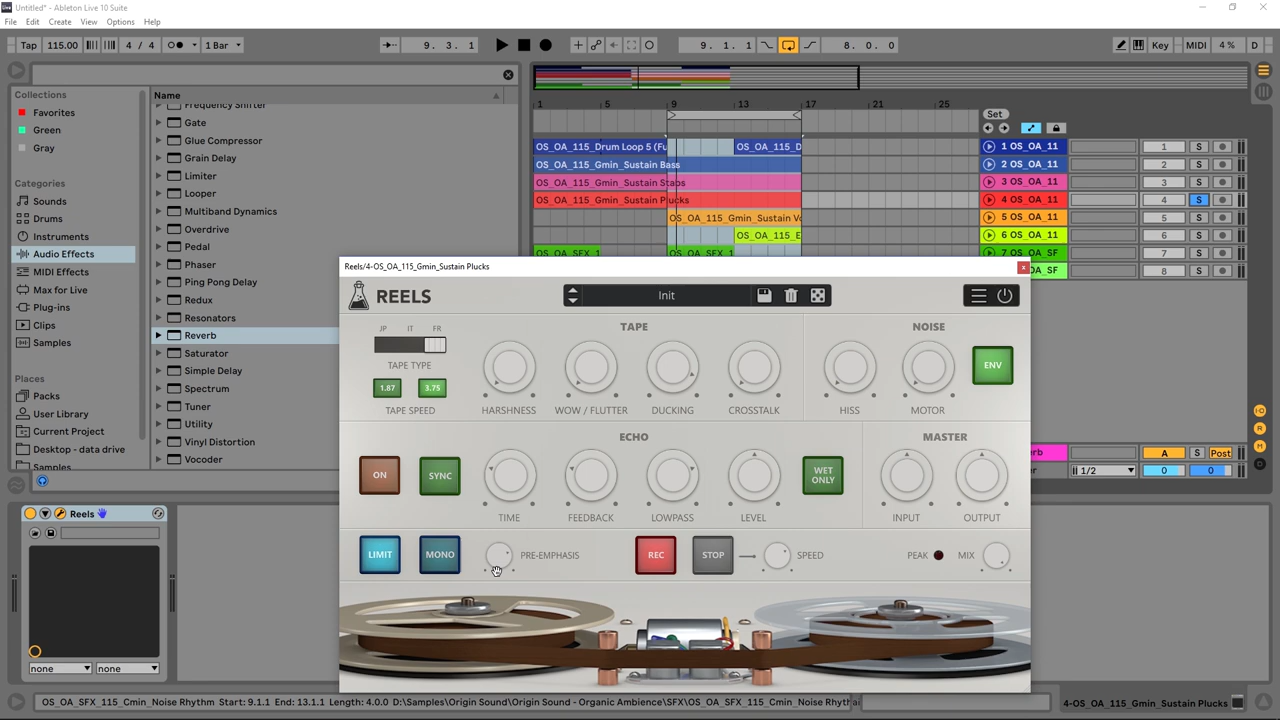 Untitled* - Ableton Live 10 Suite
File Edit Create View Options Help
Tap 115.00 4 / 4 1 Bar 9. 3. 1 9. 1. 1 8. 0. 0 Key MIDI 4 % D
Collections
Favorites
Green
Gray
Categories
Sounds
Drums
Instruments
Audio Effects
MIDI Effects
Max for Live
Plug-ins
Clips
Samples
Places
Packs
User Library
Current Project
Desktop - data drive
Samples
Name
Frequency Shifter
Gate
Glue Compressor
Grain Delay
Limiter
Looper
Multiband Dynamics
Overdrive
Pedal
Phaser
Ping Pong Delay
Redux
Resonators
Reverb
Saturator
Simple Delay
Spectrum
Tuner
Utility
Vinyl Distortion
Vocoder
1 5 9 13 17 21 25
Set
OS_OA_115_Drum Loop 5 (Fu OS_OA_115_D 1 OS_OA_11 1 S
OS_OA_115_Gmin_Sustain Bass 2 OS_OA_11 2 S
OS_OA_115_Gmin_Sustain Stabs 3 OS_OA_11 3 S
OS_OA_115_Gmin_Sustain Plucks 4 OS_OA_11 4 S
OS_OA_115_Gmin_Sustain Vo 5 OS_OA_11 5 S
OS_OA_115_E 6 OS_OA_11 6 S
OS_OA_SFX_1 OS_OA_SFX_1 7 OS_OA_SF 7 S
OA_SF 8 S
rb A S Post
1/2 0 0
Reels/4-OS_OA_115_Gmin_Sustain Plucks
x
REELS
Init
JP IT FR
TAPE TYPE
1.87 3.75
TAPE SPEED
TAPE
HARSHNESS WOW / FLUTTER DUCKING CROSSTALK
NOISE
HISS MOTOR
ENV
ECHO
ON SYNC
TIME FEEDBACK LOWPASS LEVEL
WET
ONLY
MASTER
INPUT OUTPUT
LIMIT MONO PRE-EMPHASIS REC STOP SPEED PEAK MIX
Reels
none none
OS_OA_SFX_115_Cmin_Noise Rhythm Start: 9.1.1 End: 13.1.1 Length: 4.0.0 D:\Samples\Origin Sound\Origin Sound - Organic Ambience\SFX\OS_OA_SFX_115_Cmin_Noise Rhyth
4-OS_OA_115_Gmin_Sustain Plucks